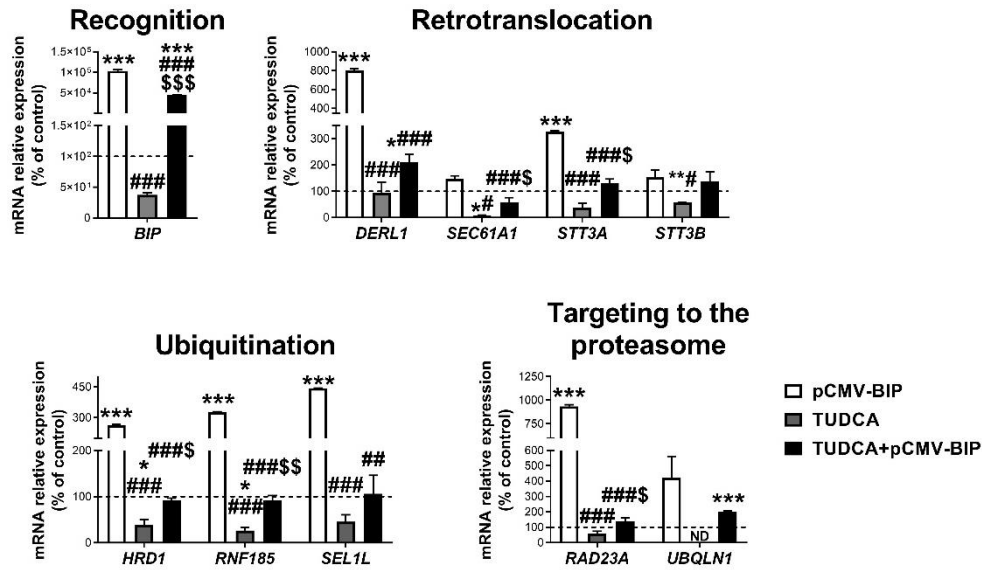 Recognition
mRNA relative expression
(% of control)
1.5×10⁵
1×10⁵
5×10⁴
1.5×10²
1×10²
5×10¹
0
***
###
***
###
$$$
BIP
Retrotranslocation
mRNA relative expression
(% of control)
1000
800
600
400
300
200
100
0
***
###
*###
*#
###$
***
###
###$
**#
DERL1 SEC61A1 STT3A STT3B
Ubiquitination
mRNA relative expression
(% of control)
450
300
200
100
0
***
*
###
###$
***
*
###
###$$
***
###
##
HRD1 RNF185 SEL1L
Targeting to the
proteasome
mRNA relative expression
(% of control)
1250
1000
750
600
500
400
300
200
100
0
***
###
###$
ND
***
RAD23A UBQLN1
pCMV-BIP
TUDCA
TUDCA+pCMV-BIP